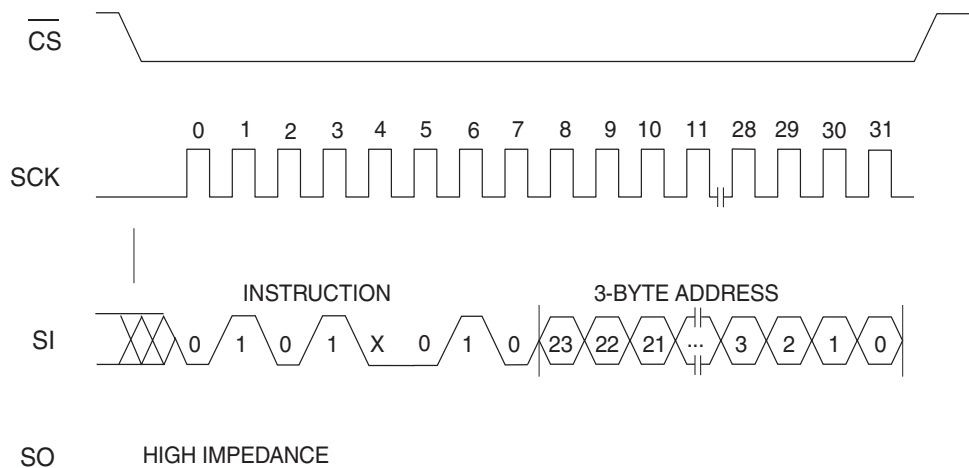 CS
0 1 2 3 4 5 6 7 8 9 10 11 28 29 30 31
SCK
INSTRUCTION 3-BYTE ADDRESS
SI 0 1 0 1 X 0 1 0 23 22 21 ... 3 2 1 0
SO HIGH IMPEDANCE